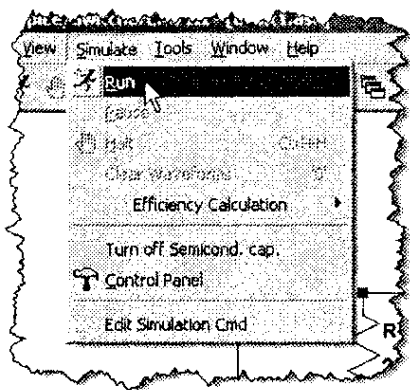 View Simulate Tools Window Help
Run
Pause
Halt Ctrl+H
Clear Waveforms '0'
Efficiency Calculation
Turn off Semicond. cap.
Control Panel
Edit Simulation Cmd
R